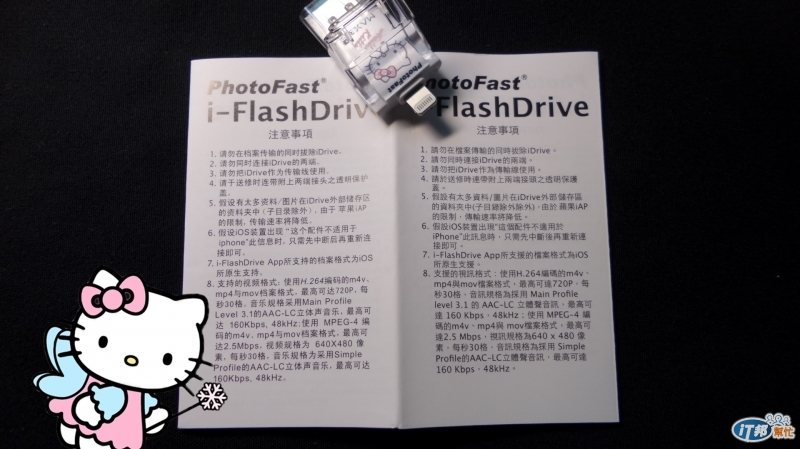 PhotoFast®
i-FlashDriv
注意事項
1. 请勿在档案传输的同时拔除iDrive。
2. 请勿同时连接iDrive的两端。
3. 请勿把iDrive作为传输线使用。
4. 请于送修时连带附上两端接头之透明保护
盖。
5. 假设有太多资料/图片在iDrive外部储存区
的资料夹中（子目录除外），由于 苹果iAP
的限制，传输速率将降低。
6. 假设iOS装置出现“这个配件不适用于
iphone”此信息时，只需先中断后再重新连
接即可。
7. i-FlashDrive App所支持的档案格式为iOS
所原生支持。
8. 支持的视频格式：使用H.264编码的m4v、
mp4与mov档案格式，最高可达720P，每
秒30格，音乐规格采用Main Profile
level 3.1的AAC-LC立体声音乐，最高可
达 160Kbps, 48kHz;使用 MPEG-4 编
码的m4v、mp4与mov档案格式，最高可
达2.5Mbps，视频规格为 640X480 像
素，每秒30格，音乐规格为采用Simple
Profile的AAC-LC立体声音乐，最高可达
160Kpbs, 48kHz.
otoFast®
FlashDrive
注意事項
1. 請勿在檔案傳輸的同時拔除iDrive。
2. 請勿同時連接iDrive的兩端。
3. 請勿把iDrive作為傳輸線使用。
4. 請於送修時連帶附上兩端接頭之透明保護
蓋。
5. 假設有太多資料/圖片在iDrive外部儲存區
的資料夾中(子目錄除外除外)，由於 蘋果iAP
的限制，傳輸速率將降低。
6. 假設iOS裝置出現“這個配件不適用於
iPhone”此訊息時，只需先中斷後再重新連
接即可。
7. i-FlashDrive App所支援的檔案格式為iOS
所原生支援。
8. 支援的視訊格式：使用H.264編碼的m4v、
mp4與mov檔案格式，最高可達720P，每
秒30格，音訊規格為採用 Main Profile
level 3.1 的 AAC-LC 立體聲音訊，最高可
達 160 Kbps、48kHz；使用 MPEG-4 編
碼的m4v、mp4與 mov檔案格式，最高可
達2.5 Mbps，視訊規格為640 x 480 像
素，每秒30格，音訊規格為採用 Simple
Profile的AAC-LC 立體聲音訊，最高可達
160 Kbps、48kHz。
MAX
PhotoFast
iT邦幫忙